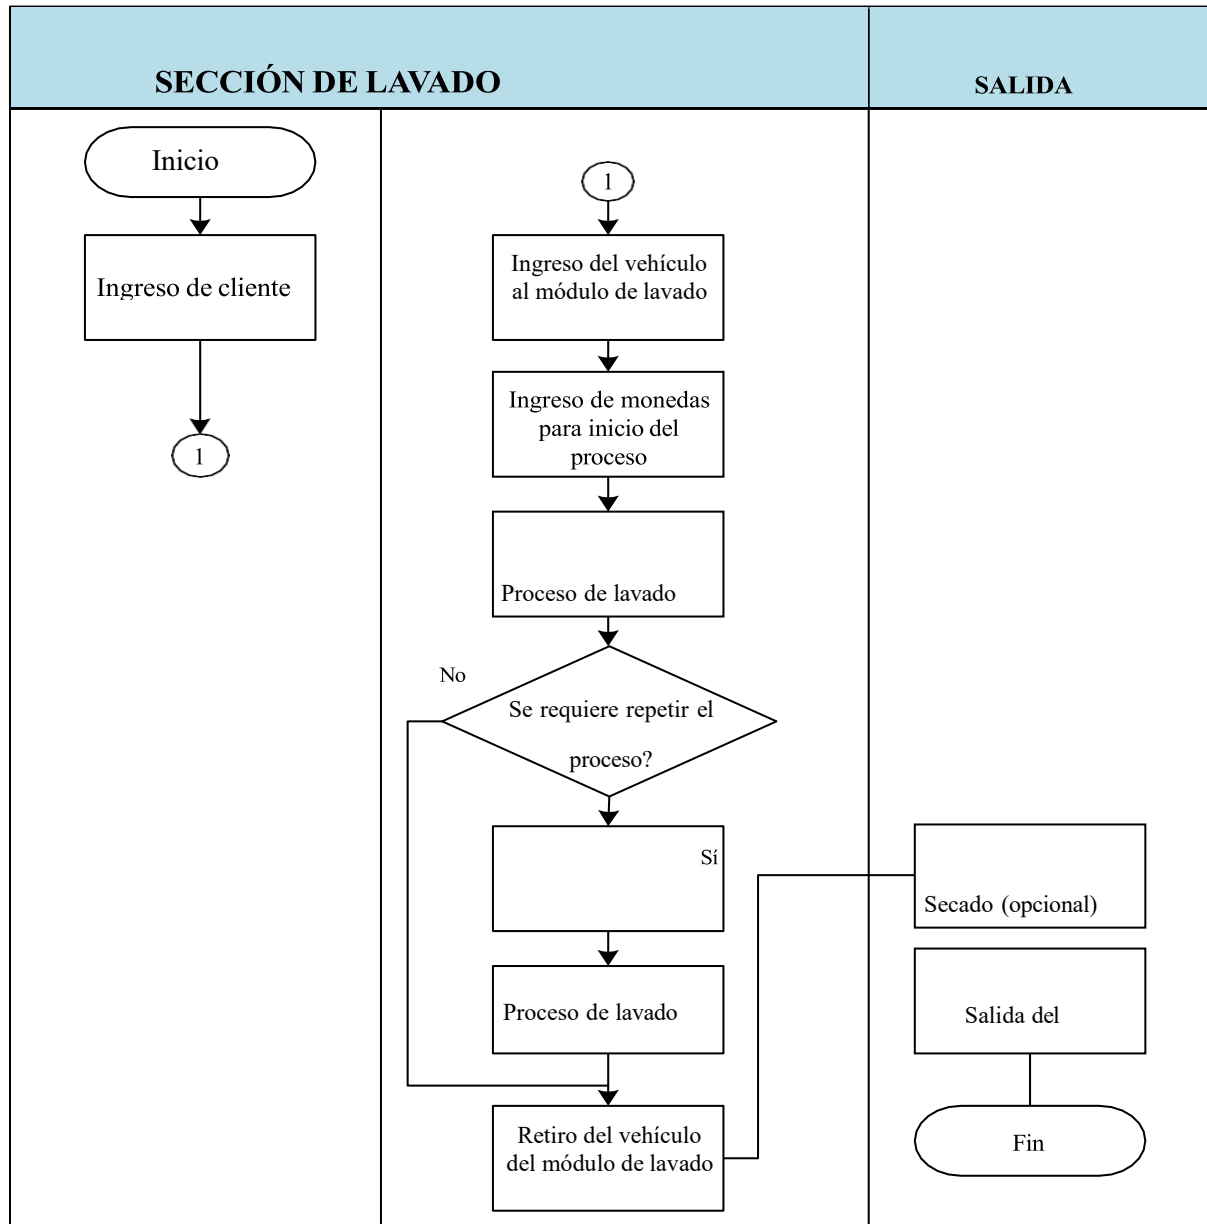 SECCIÓN DE LAVADO
SALIDA
Inicio
Ingreso de cliente
1
1
Ingreso del vehículo
al módulo de lavado
Ingreso de monedas
para inicio del
proceso
Proceso de lavado
No
Se requiere repetir el
proceso?
Sí
Proceso de lavado
Retiro del vehículo
del módulo de lavado
Secado (opcional)
Salida del
Fin